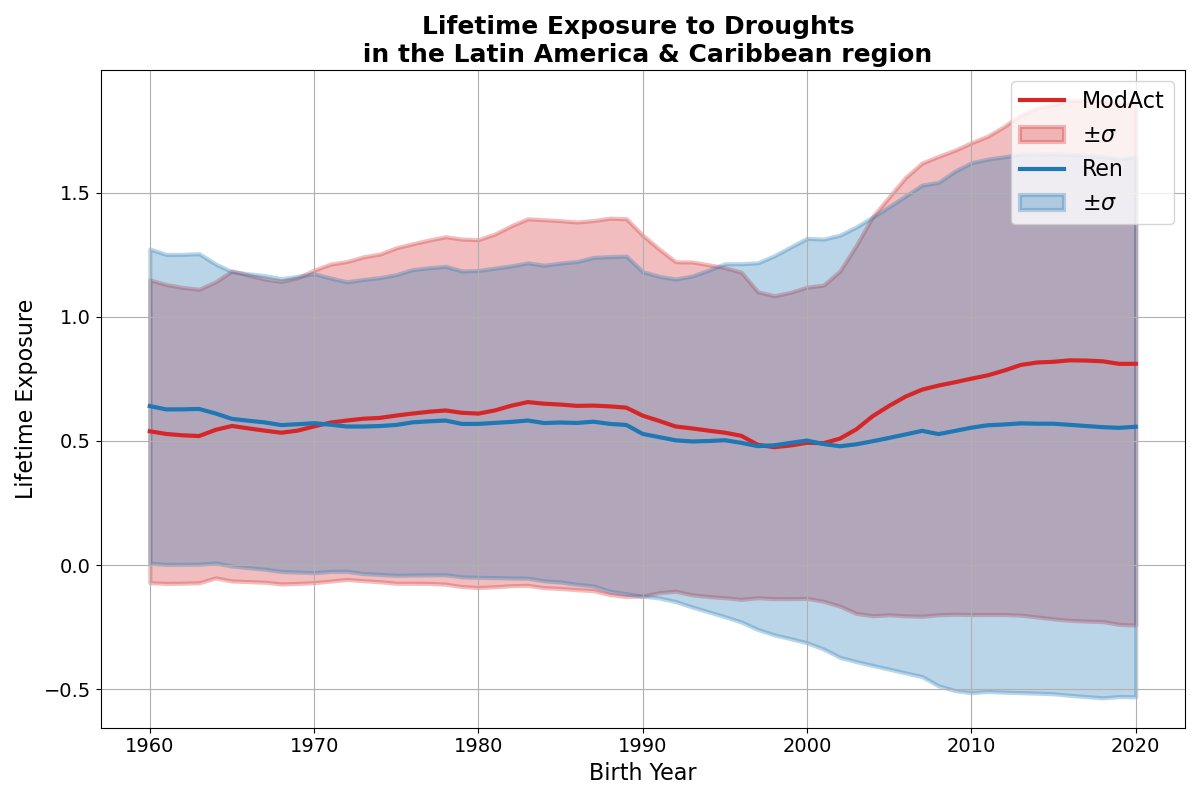 Lifetime Exposure to Droughts
in the Latin America & Caribbean region
ModAct
±σ
Ren
±σ
Lifetime Exposure
1.5
1.0
0.5
0.0
−0.5
1960 1970 1980 1990 2000 2010 2020
Birth Year